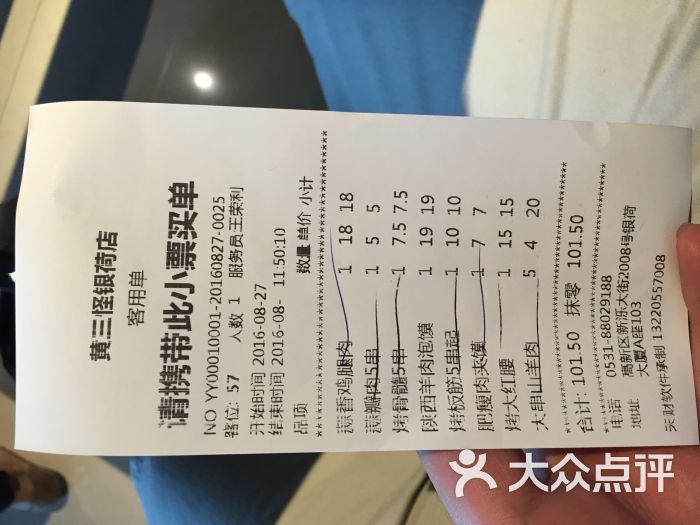 黄三怪银荷店
客用单
请携带此小票买单
NO YY00010001-20160827-0025
餐位: 57 人数 1 服务员王荣利
开始时间 2016-08-27
结束时间 2016-08- 11:50:10
品项 数量 单价 小计
******************************
蒜香鸡腿肉 1 18 18
蒜瓣肉5串 1 5 5
烤骨髓5串 1 7.5 7.5
陕西羊肉泡馍 1 19 19
烤板筋5串起 1 10 10
肥瘦肉夹馍 1 7 7
烤大红腰 1 15 15
大串山羊肉 5 4 20
******************************
合计: 101.50 抹零 101.50
******************************
电话 0531-88029188
地址 高新区新泺大街2008号银荷
大厦A座103
天财软件承制 13220557008
大众点评